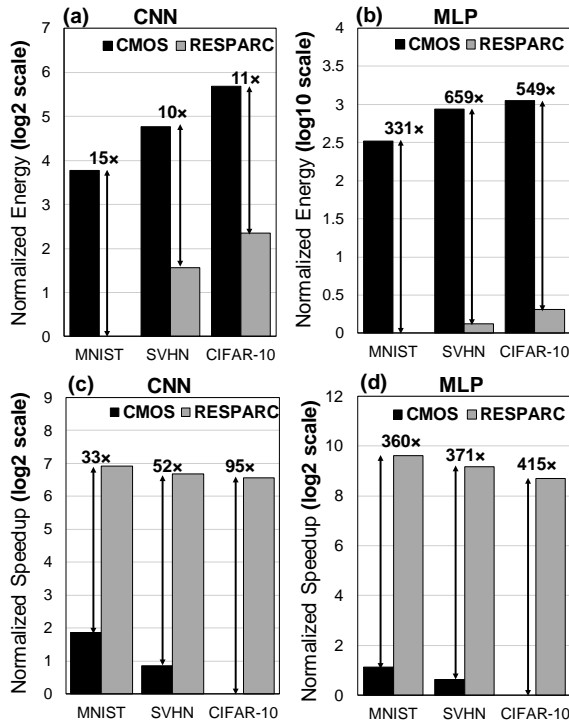 (a) CNN
CMOS RESPARC
Normalized Energy (log2 scale)
7
6
5
4
3
2
1
0
15×
10×
11×
MNIST SVHN CIFAR-10
(b) MLP
CMOS RESPARC
Normalized Energy (log10 scale)
4
3.5
3
2.5
2
1.5
1
0.5
0
331×
659×
549×
MNIST SVHN CIFAR-10
(c) CNN
CMOS RESPARC
Normalized Speedup (log2 scale)
9
8
7
6
5
4
3
2
1
0
33×
52×
95×
MNIST SVHN CIFAR-10
(d) MLP
CMOS RESPARC
Normalized Speedup (log2 scale)
12
10
8
6
4
2
0
360×
371×
415×
MNIST SVHN CIFAR-10